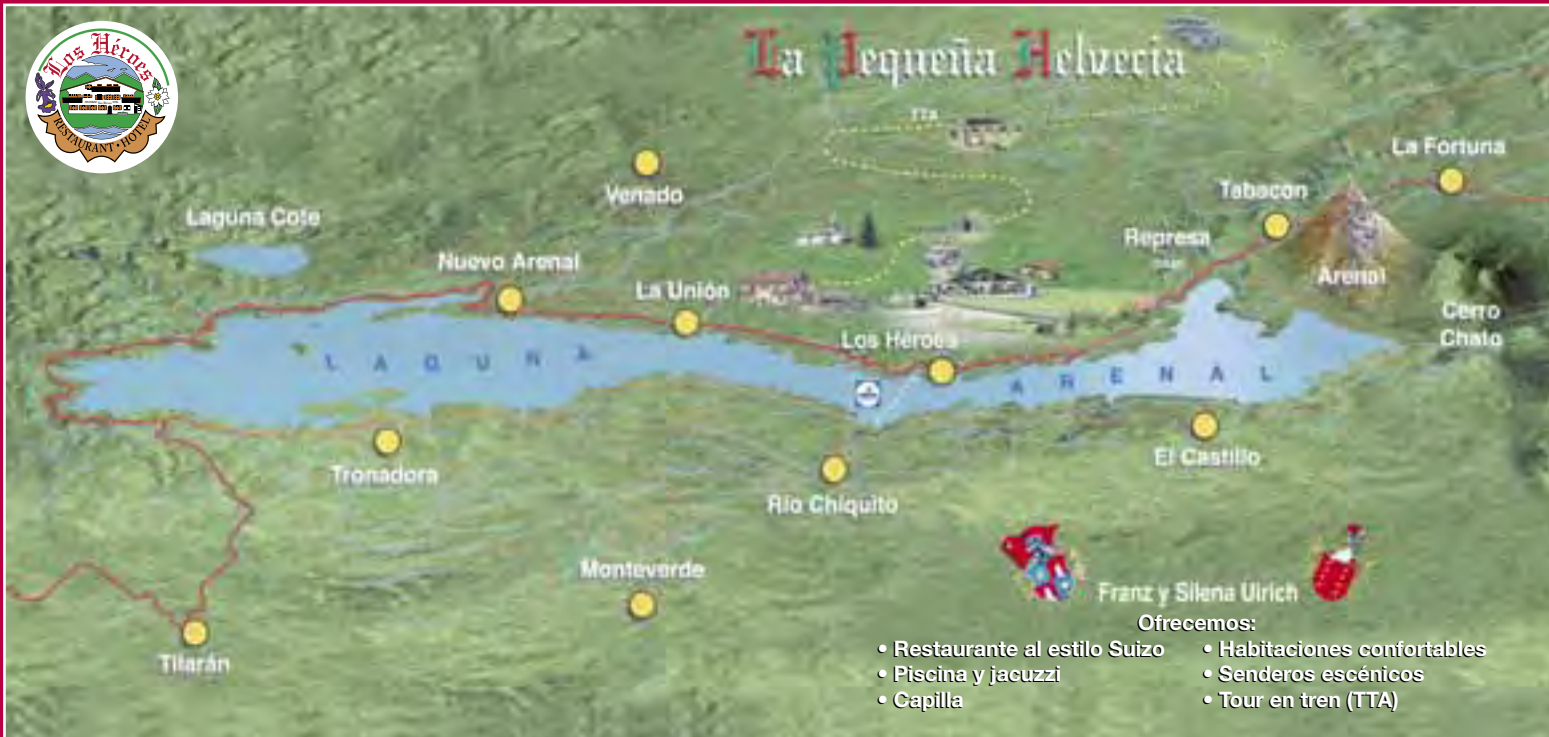 Los Héroes
RESTAURANT • HOTEL
La Pequeña Helvecia
TTA
La Fortuna
Venado
Tabacón
Laguna Cote
Represa
Nuevo Arenal
Arenal
La Unión
Cerro
Chato
Los Héroes
LAGUNA ARENAL
Tronadora
El Castillo
Río Chiquito
Monteverde
Franz y Silena Ulrich
Tilarán
Ofrecemos:
• Restaurante al estilo Suizo
• Piscina y jacuzzi
• Capilla
• Habitaciones confortables
• Senderos escénicos
• Tour en tren (TTA)